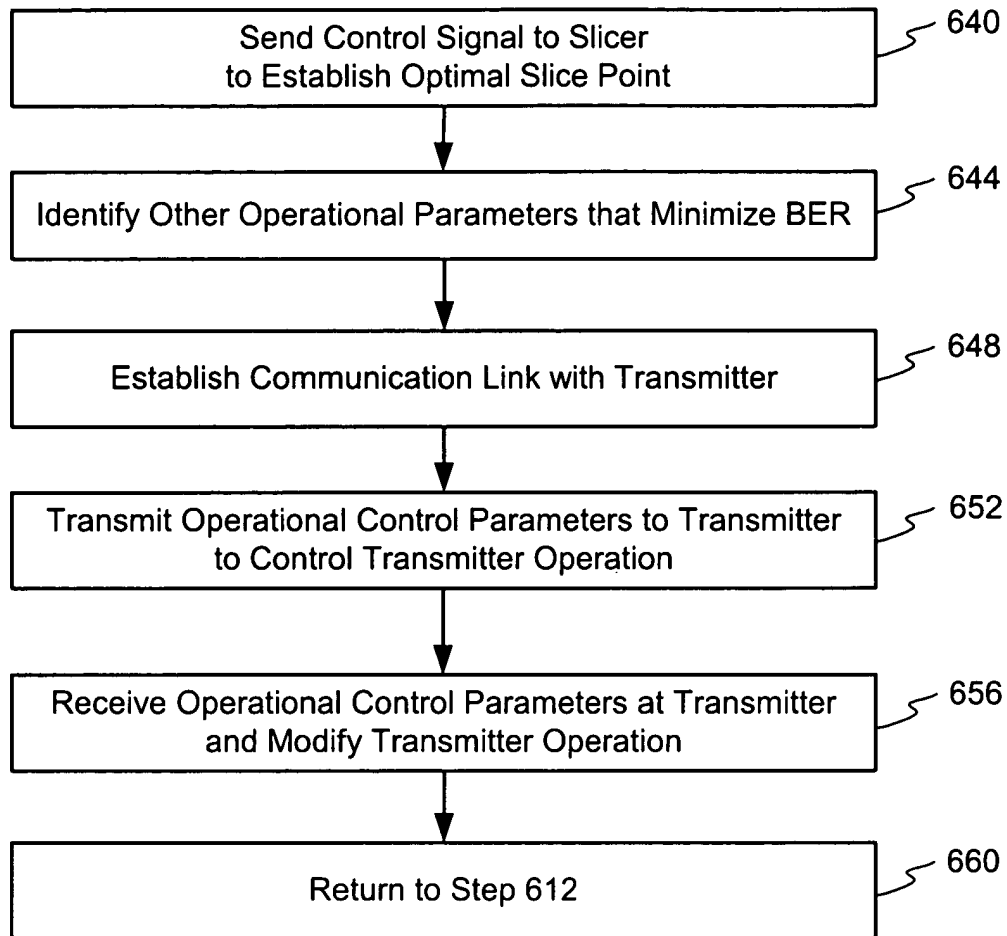 Send Control Signal to Slicer
to Establish Optimal Slice Point
640
Identify Other Operational Parameters that Minimize BER
644
Establish Communication Link with Transmitter
648
Transmit Operational Control Parameters to Transmitter
to Control Transmitter Operation
652
Receive Operational Control Parameters at Transmitter
and Modify Transmitter Operation
656
Return to Step 612
660